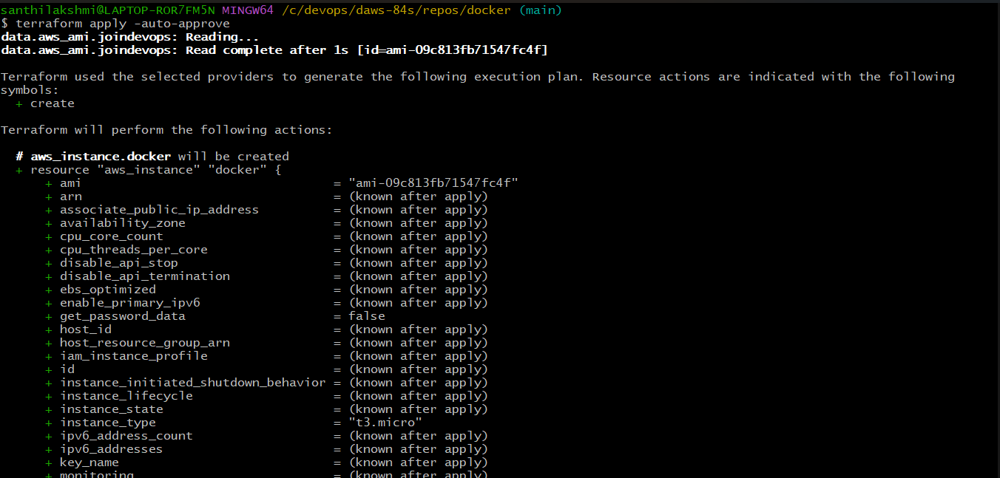 santhilakshmi@LAPTOP-ROR7FM5N MINGW64 /c/devops/daws-84s/repos/docker (main)
$ terraform apply -auto-approve
data.aws_ami.joindevops: Reading...
data.aws_ami.joindevops: Read complete after 1s [id=ami-09c813fb71547fc4f]
Terraform used the selected providers to generate the following execution plan. Resource actions are indicated with the following
symbols:
+ create
Terraform will perform the following actions:
# aws_instance.docker will be created
+ resource "aws_instance" "docker" {
+ ami = "ami-09c813fb71547fc4f"
+ arn = (known after apply)
+ associate_public_ip_address = (known after apply)
+ availability_zone = (known after apply)
+ cpu_core_count = (known after apply)
+ cpu_threads_per_core = (known after apply)
+ disable_api_stop = (known after apply)
+ disable_api_termination = (known after apply)
+ ebs_optimized = (known after apply)
+ enable_primary_ipv6 = (known after apply)
+ get_password_data = false
+ host_id = (known after apply)
+ host_resource_group_arn = (known after apply)
+ iam_instance_profile = (known after apply)
+ id = (known after apply)
+ instance_initiated_shutdown_behavior = (known after apply)
+ instance_lifecycle = (known after apply)
+ instance_state = (known after apply)
+ instance_type = "t3.micro"
+ ipv6_address_count = (known after apply)
+ ipv6_addresses = (known after apply)
+ key_name = (known after apply)
+ monitoring = (known after apply)